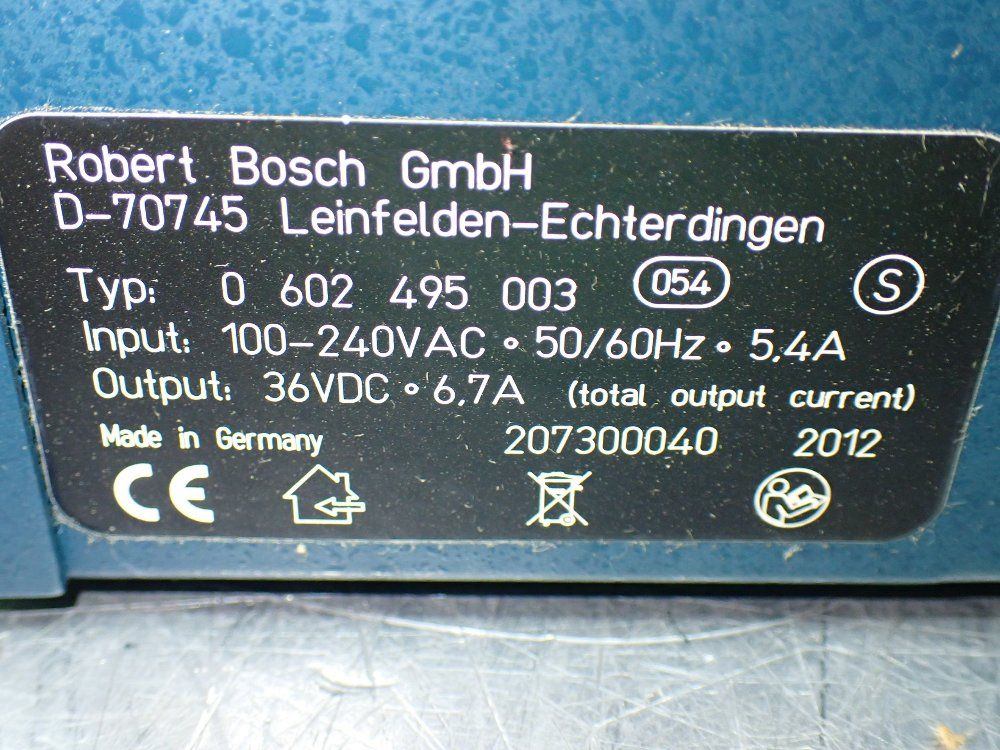 Robert Bosch GmbH
D-70745 Leinfelden-Echterdingen
Typ: 0 602 495 003 054 S
Input: 100-240VAC • 50/60Hz • 5,4A
Output: 36VDC • 6,7A (total output current)
Made in Germany 207300040 2012
CE